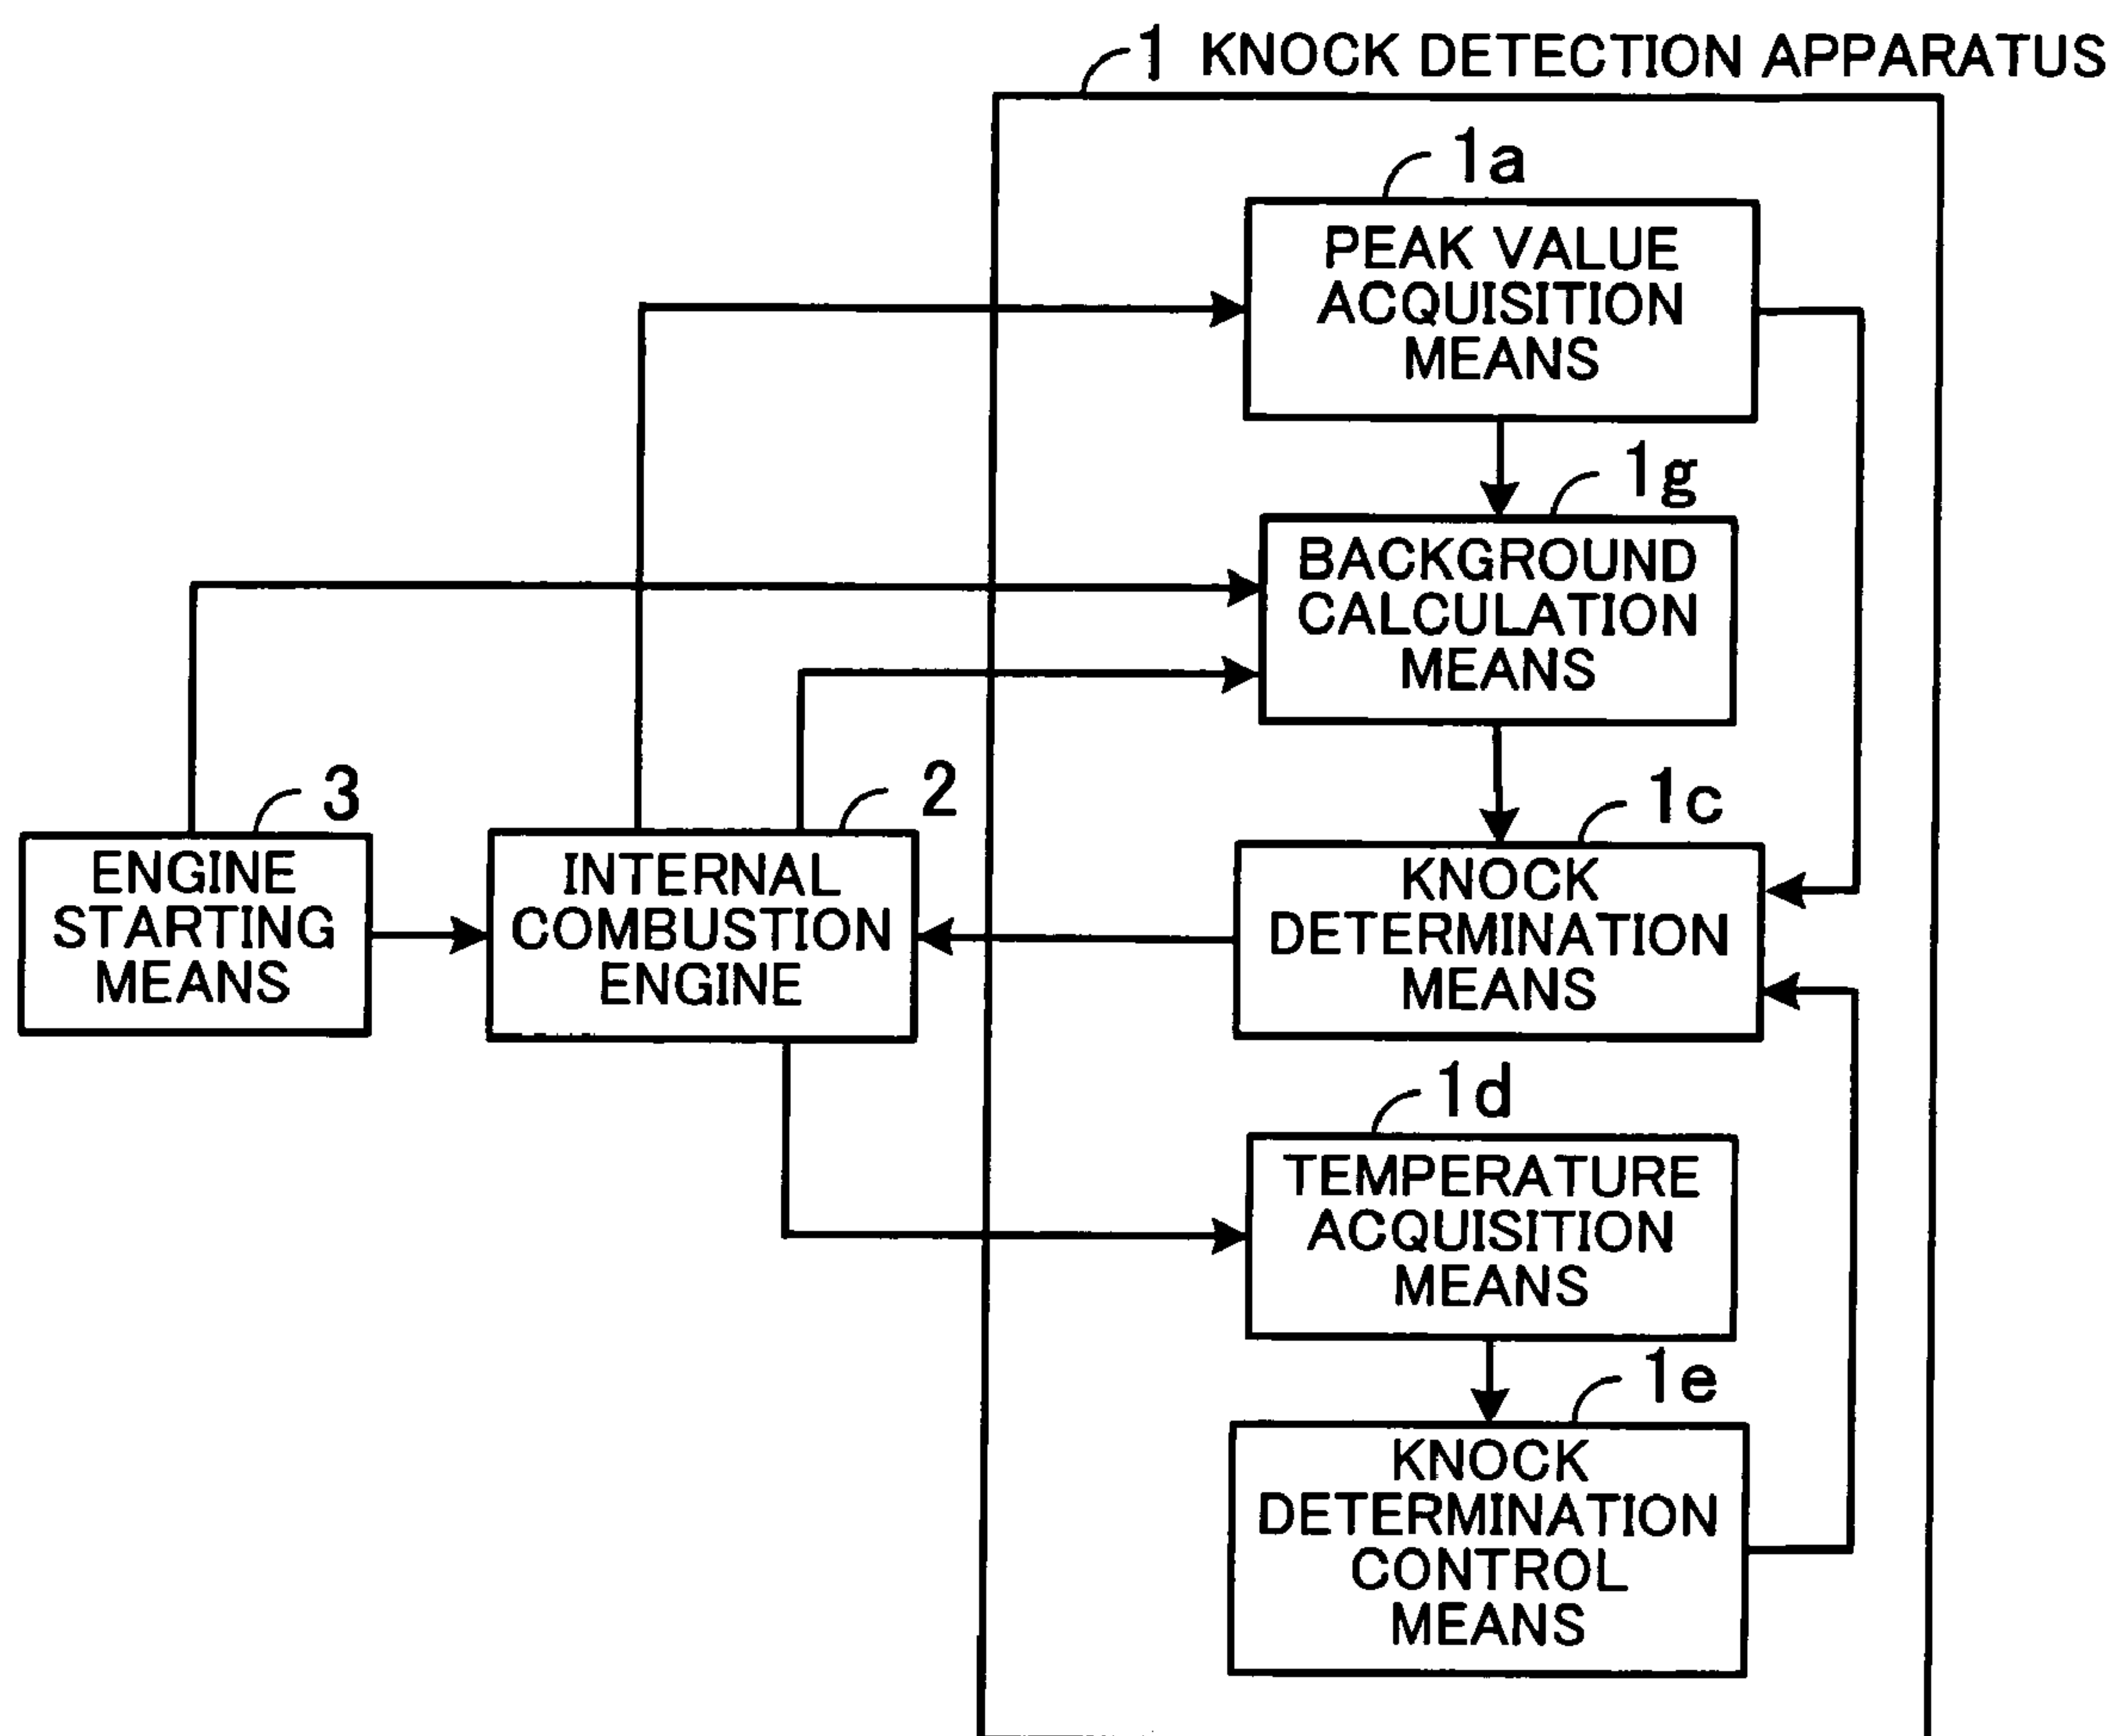 1 KNOCK DETECTION APPARATUS
1a
PEAK VALUE
ACQUISITION
MEANS
1g
BACKGROUND
CALCULATION
MEANS
3
ENGINE
STARTING
MEANS
2
INTERNAL
COMBUSTION
ENGINE
1c
KNOCK
DETERMINATION
MEANS
1d
TEMPERATURE
ACQUISITION
MEANS
1e
KNOCK
DETERMINATION
CONTROL
MEANS